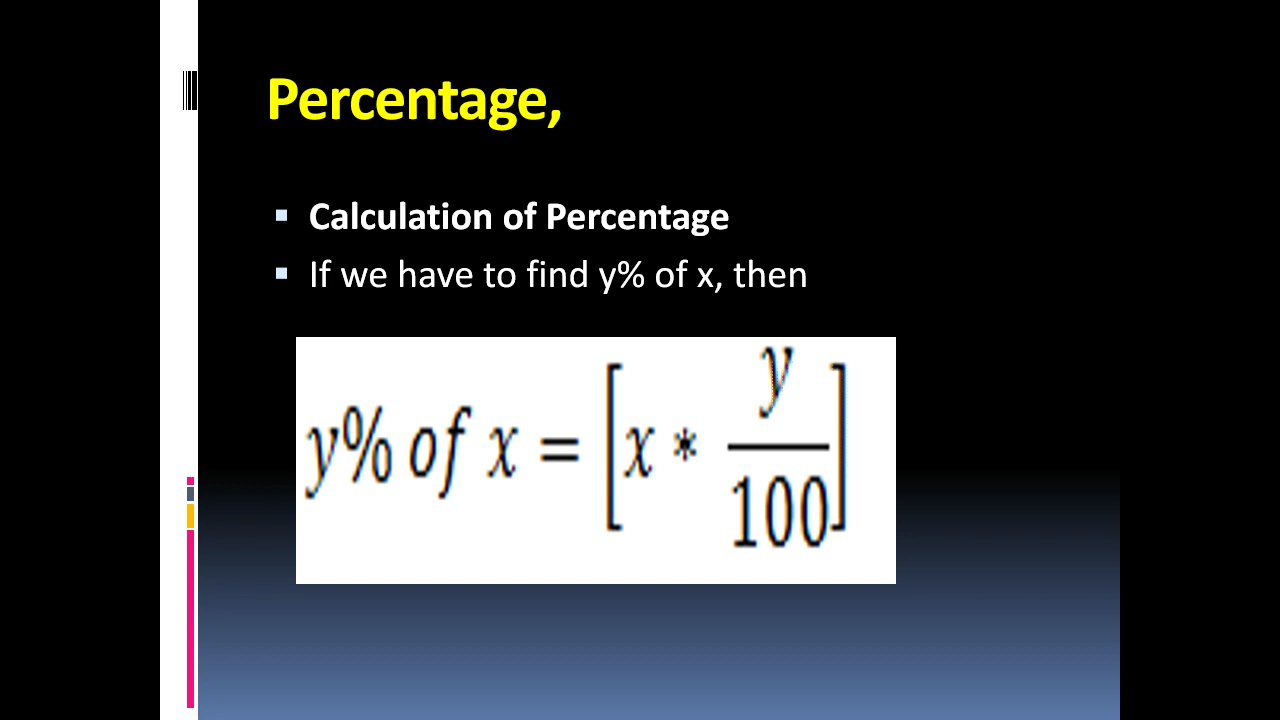 Percentage,
Calculation of Percentage
If we have to find y% of x, then
y% of x = [x * y/100]